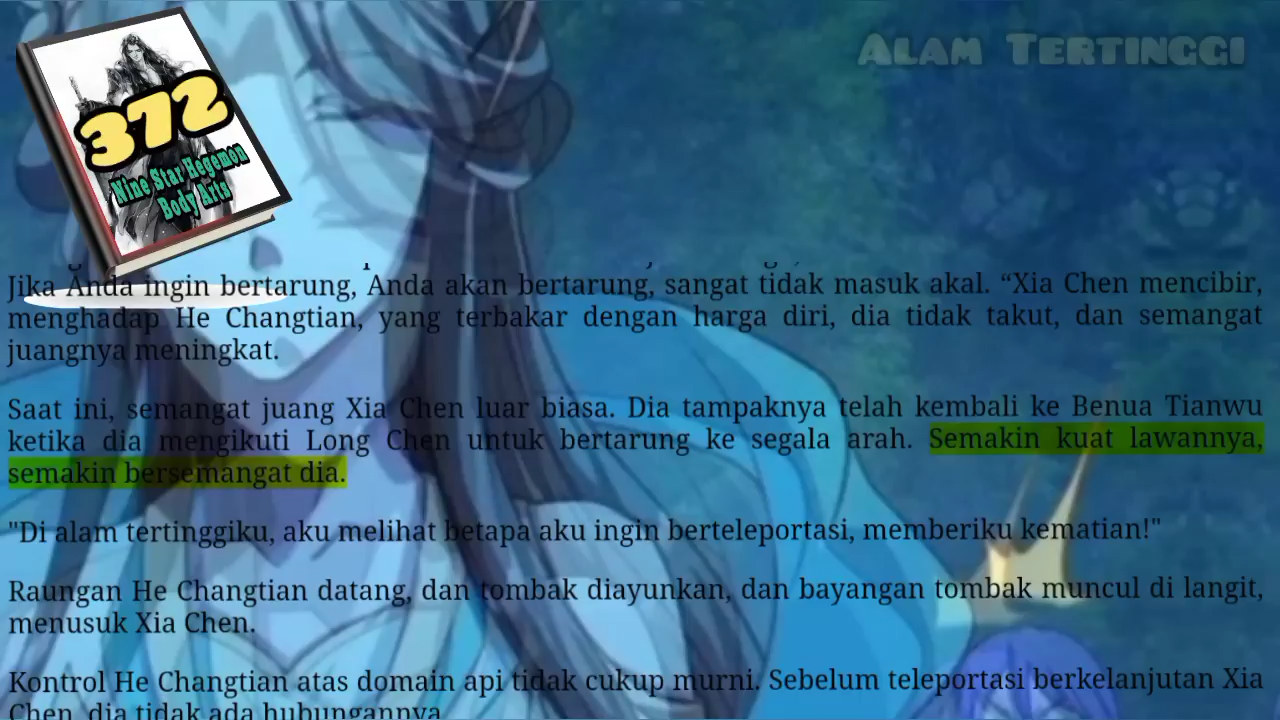 ALAM TERTINGGI
372
Nine Star Hegemon
Body Arts
Jika Anda ingin bertarung, Anda akan bertarung, sangat tidak masuk akal. “Xia Chen mencibir,
menghadap He Changtian, yang terbakar dengan harga diri, dia tidak takut, dan semangat
juangnya meningkat.
Saat ini, semangat juang Xia Chen luar biasa. Dia tampaknya telah kembali ke Benua Tianwu
ketika dia mengikuti Long Chen untuk bertarung ke segala arah. Semakin kuat lawannya,
semakin bersemangat dia.
"Di alam tertinggiku, aku melihat betapa aku ingin berteleportasi, memberiku kematian!"
Raungan He Changtian datang, dan tombak diayunkan, dan bayangan tombak muncul di langit,
menusuk Xia Chen.
Kontrol He Changtian atas domain api tidak cukup murni. Sebelum teleportasi berkelanjutan Xia
Chen, dia tidak ada hubungannya